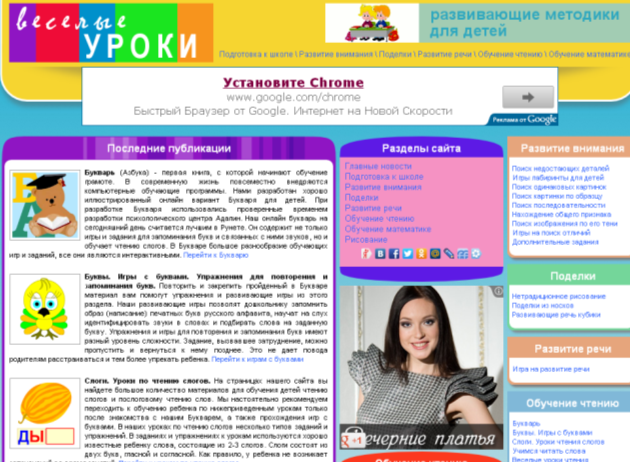 веселые
УРОКИ
развивающие методики
для детей
Подготовка к школе \ Развитие внимания \ Поделки \ Развитие речи \ Обучение чтению \ Обучение математике
Установите Chrome
www.google.com/chrome
Быстрый Браузер от Google. Интернет на Новой Скорости
Реклама от Google
Последние публикации
Букварь (Азбука) - первая книга, с которой начинают обучение
грамоте. В современную жизнь повсеместно внедряются
компьютерные обучающие программы. Нами разработан хорошо
иллюстрированный онлайн вариант Букваря для детей. При
разработке Букваря использовались проверенные временем
разработки психологического центра Адалин. Наш онлайн букварь на
сегодняшний день считается лучшим в Рунете. Он содержит не только
игры и задания для запоминания букв и связанных с ними звуков, но и
обучает чтению слогов. В Букваре большое разнообразие обучающих
игр и заданий, все они являются интерактивными. Перейти к Букварю
Буквы. Игры с буквами. Упражнения для повторения и
запоминания букв. Повторить и закрепить пройденный в Букваре
материал вам помогут упражнения и развивающие игры из этого
раздела. Наши развивающие игры позволят дошкольнику запомнить
образ (написание) печатных букв русского алфавита, научат на слух
идентифицировать звуки в словах и подбирать слова на заданную
букву. Упражнения и игры для повторения и запоминания букв имеют
разный уровень сложности. Задание, вызвавшее затруднение, можно
пропустить и вернуться к нему позднее. Это не дает повода
родителям расстраиваться и тем более упрекать ребенка. Перейти к играм с буквами
ДЫ
Слоги. Уроки по чтению слогов. На страницах нашего сайта вы
найдете большое количество материалов для обучения детей чтению
слогов и послоговому чтению слов. Мы настоятельно рекомендуем
переходить к обучению ребенка по нижеприведенным урокам только
после знакомства с нашим Букварем, а также прохождения игр с
буквами. В наших уроках по чтению слогов несколько типов заданий и
упражнений. В заданиях и упражнениях к урокам используются хорошо
известные ребенку слова, состоящие из 2-3 слогов. Слоги состоят из
двух букв, гласной и согласной. Как правило, у ребенка не возникает
Разделы сайта
Главные новости
Подготовка к школе
Развитие внимания
Поделки
Развитие речи
Обучение чтению
Обучение математике
Рисование
g+1
вечерние платья
Развитие внимания
Поиск недостающих деталей
Игры лабиринты для детей
Поиск одинаковых картинок
Поиск картинки по образцу
Поиск последовательности
Нахождение общего признака
Поиск изображения по его тени
Игры на поиск отличий
Дополнительные задания
Поделки
Нетрадиционное рисование
Поделки из носков
Развивающие речь кубики
Развитие речи
Игра на развитие речи
Обучение чтению
Букварь
Буквы. Игры с буквами
Слоги. Уроки чтения слогов
Учимся читать слова
Веселые уроки чтения